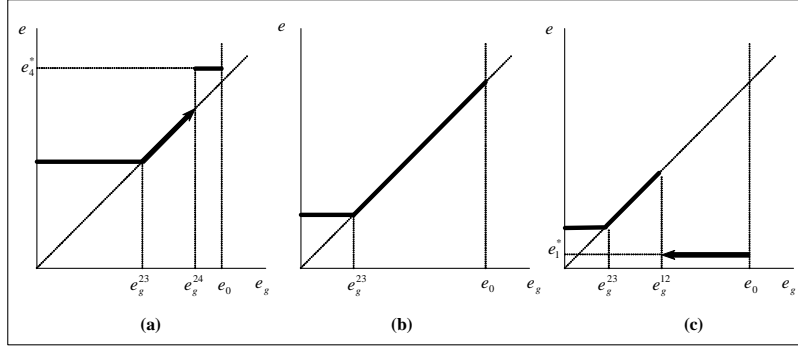 e e e
e_4^*
e_1^*
e_g^{23} e_g^{24} e_0 e_g e_g^{23} e_0 e_g e_g^{23} e_g^{12} e_0 e_g
(a) (b) (c)